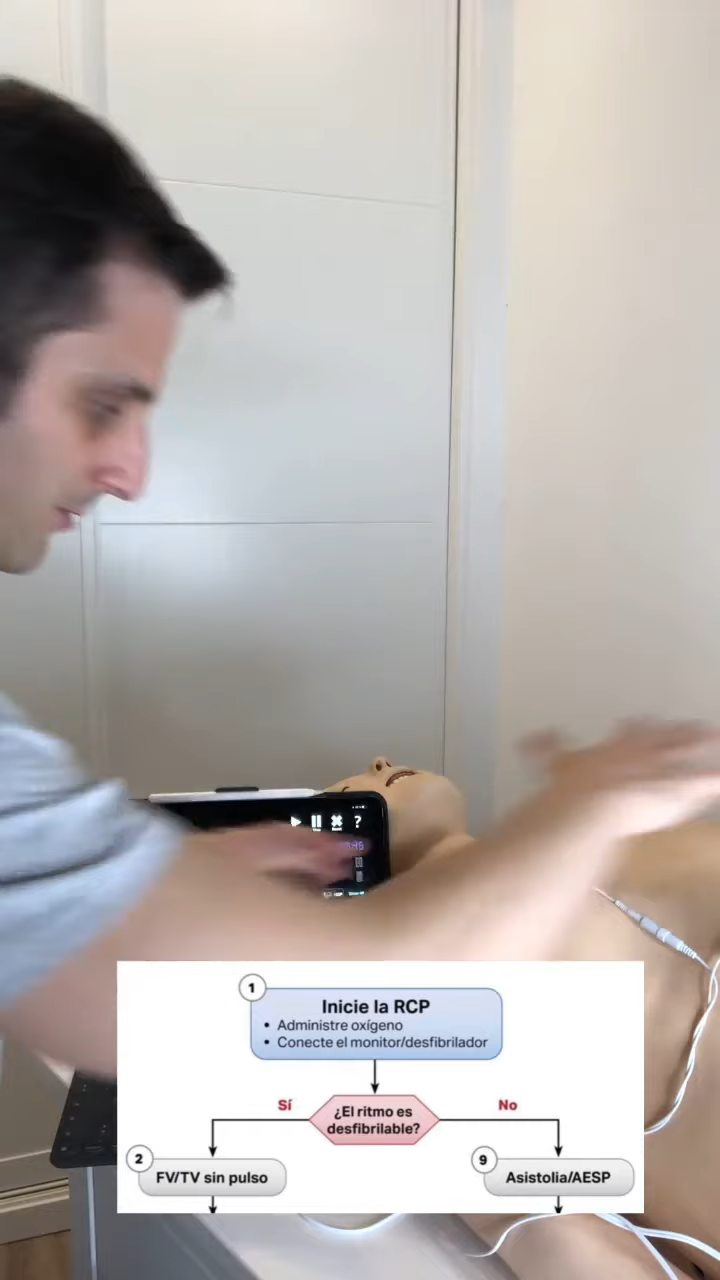 ?
1
Inicie la RCP
• Administre oxígeno
• Conecte el monitor/desfibrilador
¿El ritmo es
desfibrilable?
Sí
No
2
FV/TV sin pulso
9
Asistolia/AESP